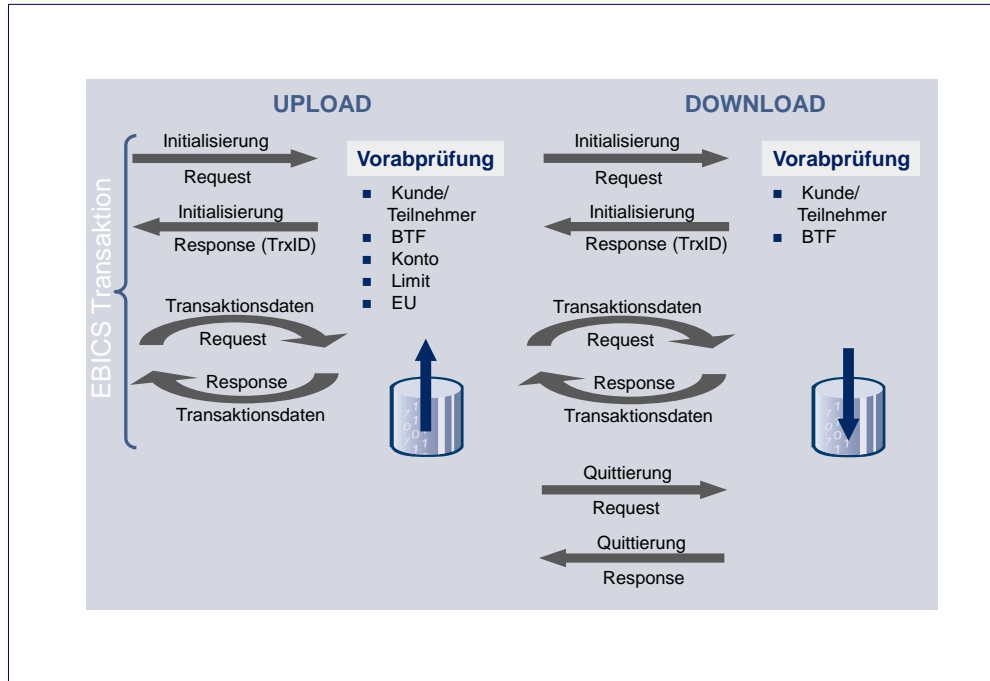 UPLOAD
EBICS Transaktion
Initialisierung
Request
Initialisierung
Response (TrxID)
Vorabprüfung
Kunde/
Teilnehmer
BTF
Konto
Limit
EU
Transaktionsdaten
Request
Response
Transaktionsdaten
DOWNLOAD
Initialisierung
Request
Initialisierung
Response (TrxID)
Vorabprüfung
Kunde/
Teilnehmer
BTF
Transaktionsdaten
Request
Response
Transaktionsdaten
Quittierung
Request
Quittierung
Response